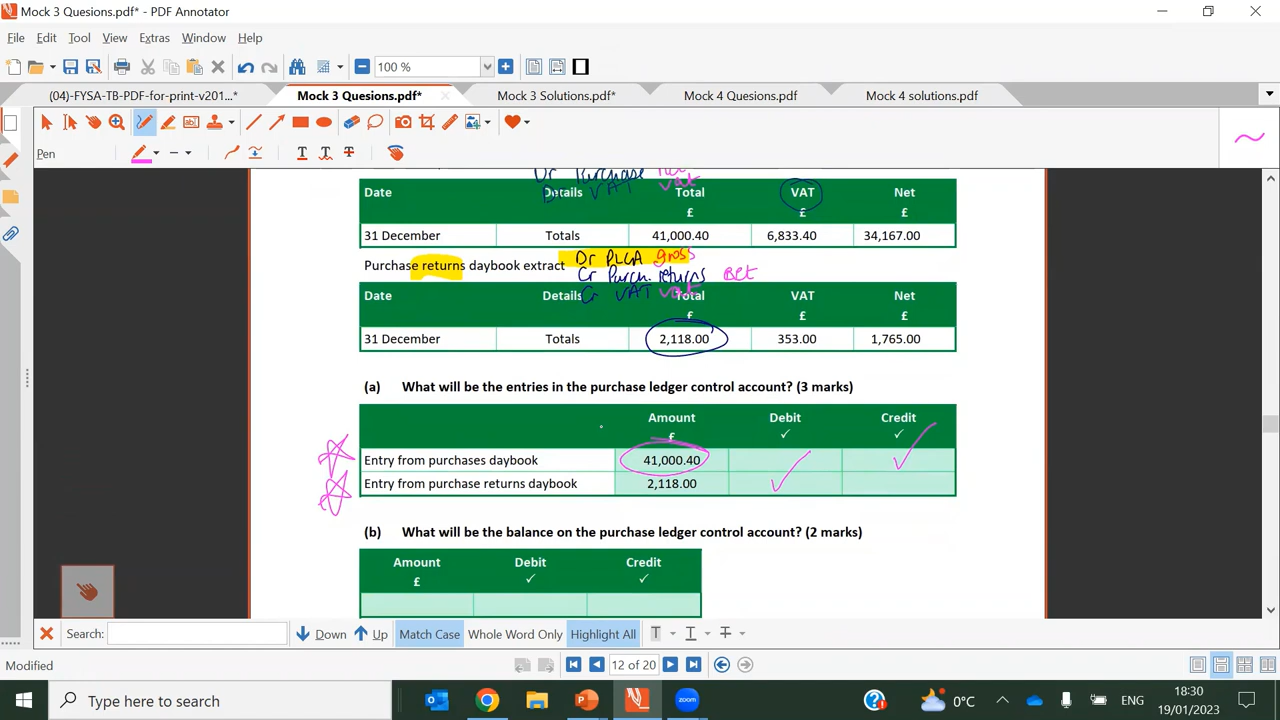 Mock 3 Quesions.pdf* - PDF Annotator
File Edit Tool View Extras Window Help
100 %
(04)-FYSA-TB-PDF-for-print-v201...* Mock 3 Quesions.pdf* Mock 3 Solutions.pdf* Mock 4 Quesions.pdf Mock 4 solutions.pdf
Pen
Dr Purchase
VAT vat
Date Details Total £ VAT £ Net £
31 December Totals 41,000.40 6,833.40 34,167.00
Dr PLCA gross
Purchase returns daybook extract
Cr Purch. returns
Cr VAT vat
Date Details Total £ VAT £ Net £
31 December Totals 2,118.00 353.00 1,765.00
(a) What will be the entries in the purchase ledger control account? (3 marks)
Amount £ Debit ✓ Credit ✓
Entry from purchases daybook 41,000.40
Entry from purchase returns daybook 2,118.00
(b) What will be the balance on the purchase ledger control account? (2 marks)
Amount £ Debit ✓ Credit ✓
Search: Down Up Match Case Whole Word Only Highlight All
Modified 12 of 20
Type here to search 0°C ENG 18:30
19/01/2023